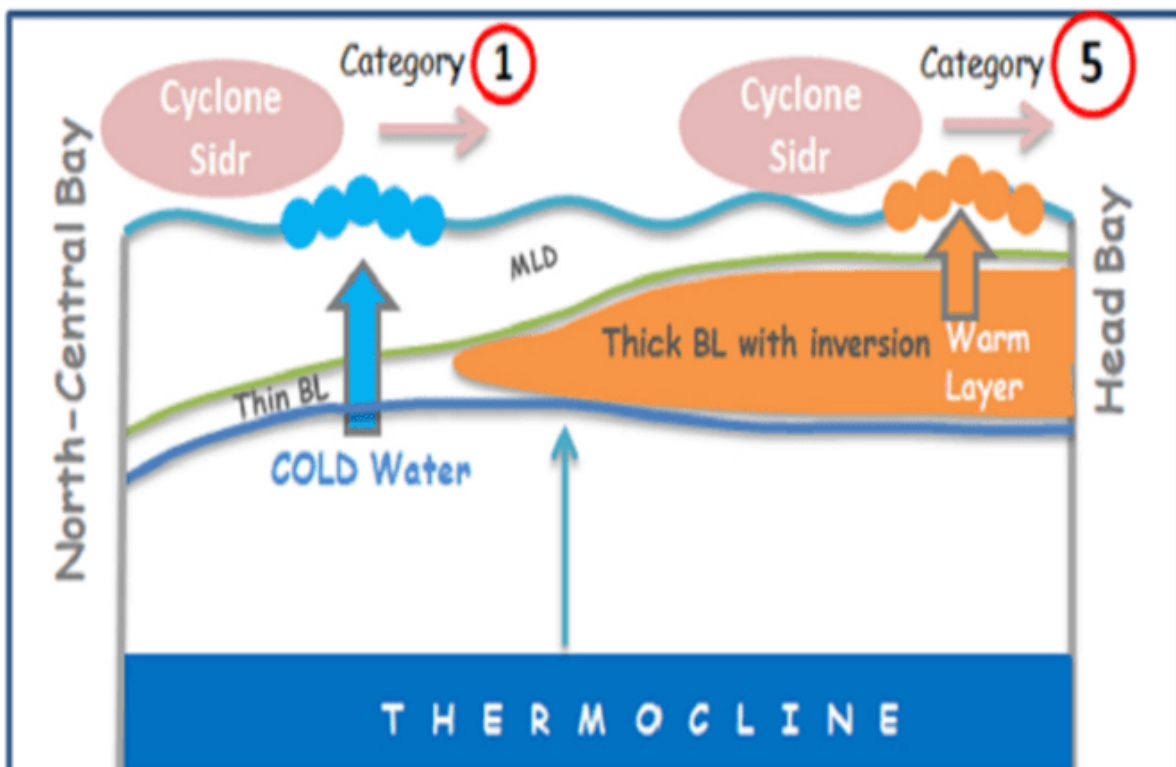 Category 1
Cyclone
Sidr
Category 5
Cyclone
Sidr
North-Central Bay
Head Bay
MLD
Thin BL
Thick BL with inversion
Warm
Layer
COLD Water
THERMOCLINE